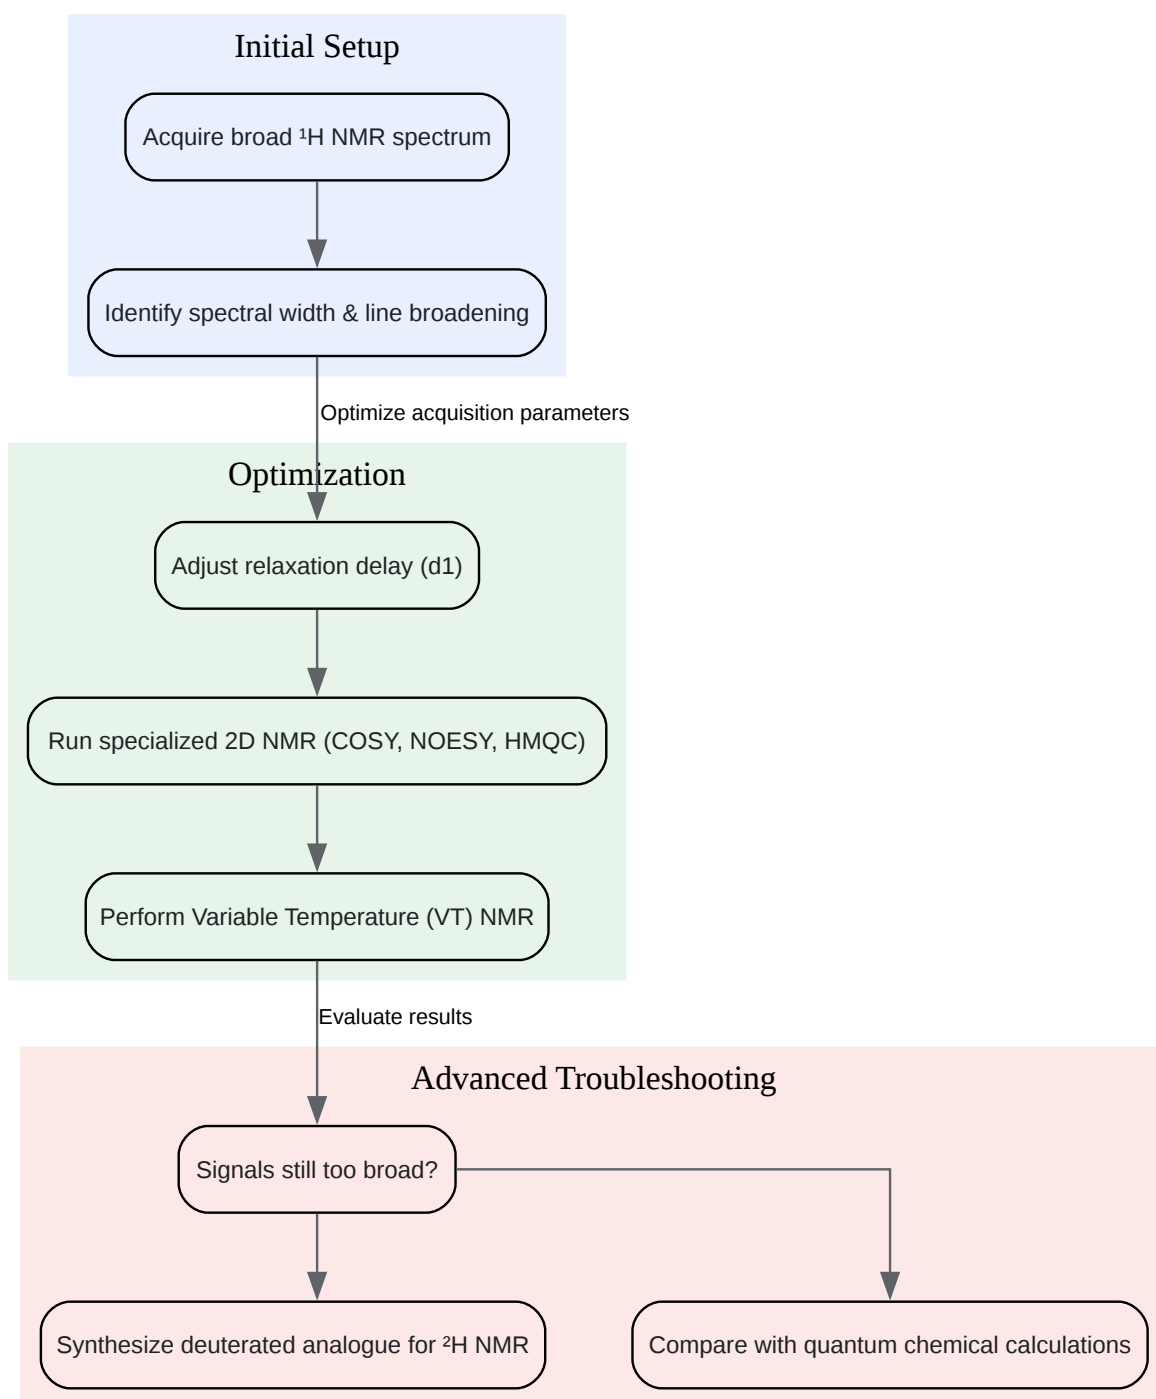 Initial Setup
Acquire broad ¹H NMR spectrum
Identify spectral width & line broadening
Optimize acquisition parameters
Optimization
Adjust relaxation delay (d1)
Run specialized 2D NMR (COSY, NOESY, HMQC)
Perform Variable Temperature (VT) NMR
Evaluate results
Advanced Troubleshooting
Signals still too broad?
Synthesize deuterated analogue for ²H NMR
Compare with quantum chemical calculations